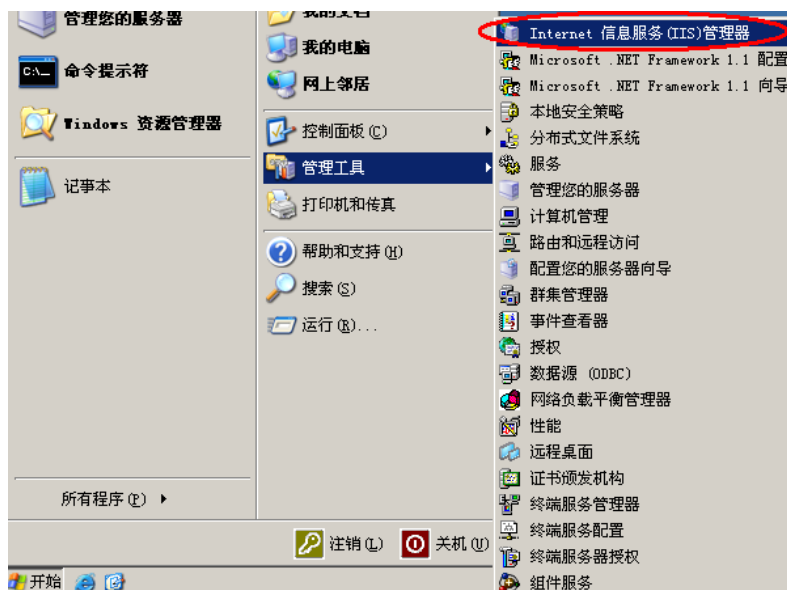 管理您的服务器
命令提示符
Windows 资源管理器
记事本
所有程序(P)
我的文档
我的电脑
网上邻居
控制面板(C)
管理工具
打印机和传真
帮助和支持(H)
搜索(S)
运行(R)...
注销(L)
关机(U)
开始
Internet 信息服务(IIS)管理器
Microsoft .NET Framework 1.1 配置
Microsoft .NET Framework 1.1 向导
本地安全策略
分布式文件系统
服务
管理您的服务器
计算机管理
路由和远程访问
配置您的服务器向导
群集管理器
事件查看器
授权
数据源 (ODBC)
网络负载平衡管理器
性能
远程桌面
证书颁发机构
终端服务管理器
终端服务配置
终端服务器授权
组件服务